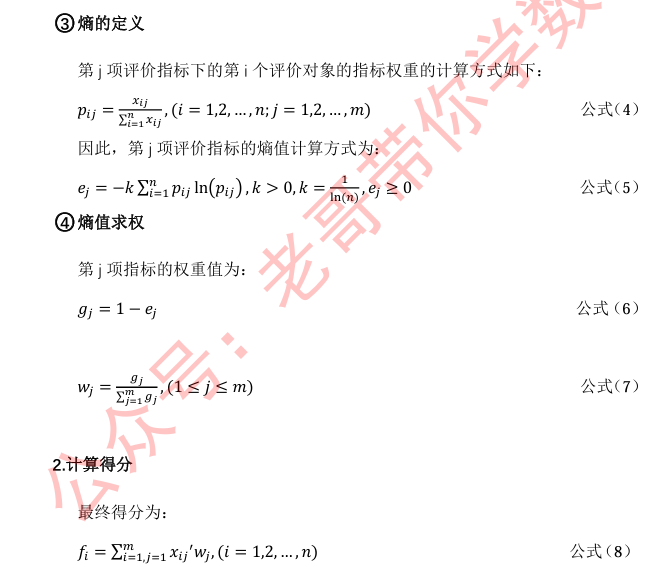 ③熵的定义
第 j 项评价指标下的第 i 个评价对象的指标权重的计算方式如下：
p_{ij} = \frac{x_{ij}}{\sum_{i=1}^{n} x_{ij}}, (i = 1,2, …, n; j = 1,2, …, m) 公式（4）
因此，第 j 项评价指标的熵值计算方式为：
e_j = −k \sum_{i=1}^{n} p_{ij} ln(p_{ij}), k > 0, k = \frac{1}{ln(n)}, e_j ≥ 0 公式（5）
④熵值求权
第 j 项指标的权重值为：
g_j = 1 − e_j 公式（6）
w_j = \frac{g_j}{\sum_{j=1}^{m} g_j}, (1 ≤ j ≤ m) 公式（7）
2.计算得分
最终得分为：
f_i = \sum_{i=1,j=1}^{m} x_{ij}'w_j, (i = 1,2, …, n) 公式（8）
公众号：老哥带你学数